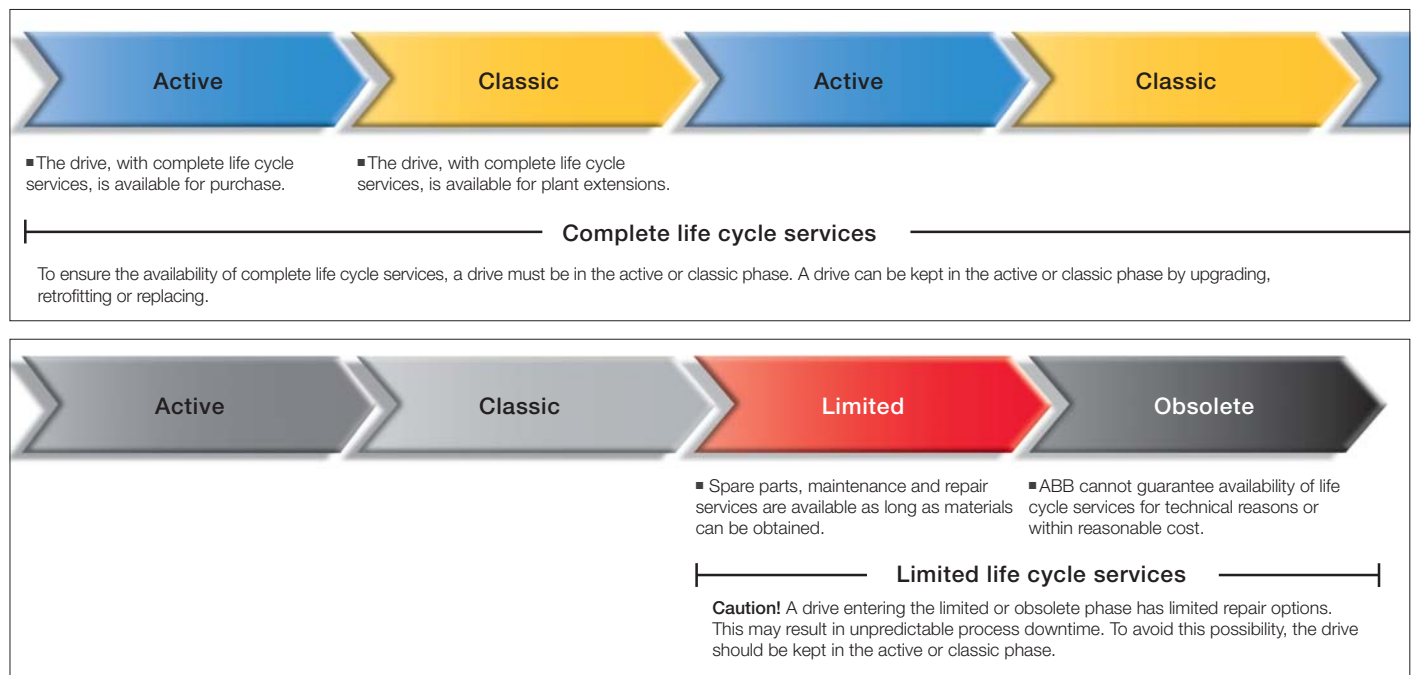 Active
Classic
Active
Classic
■ The drive, with complete life cycle
services, is available for purchase.
■ The drive, with complete life cycle
services, is available for plant extensions.
Complete life cycle services
To ensure the availability of complete life cycle services, a drive must be in the active or classic phase. A drive can be kept in the active or classic phase by upgrading,
retrofitting or replacing.
Active
Classic
Limited
Obsolete
■ Spare parts, maintenance and repair
services are available as long as materials
can be obtained.
■ ABB cannot guarantee availability of life
cycle services for technical reasons or
within reasonable cost.
Limited life cycle services
Caution! A drive entering the limited or obsolete phase has limited repair options.
This may result in unpredictable process downtime. To avoid this possibility, the drive
should be kept in the active or classic phase.